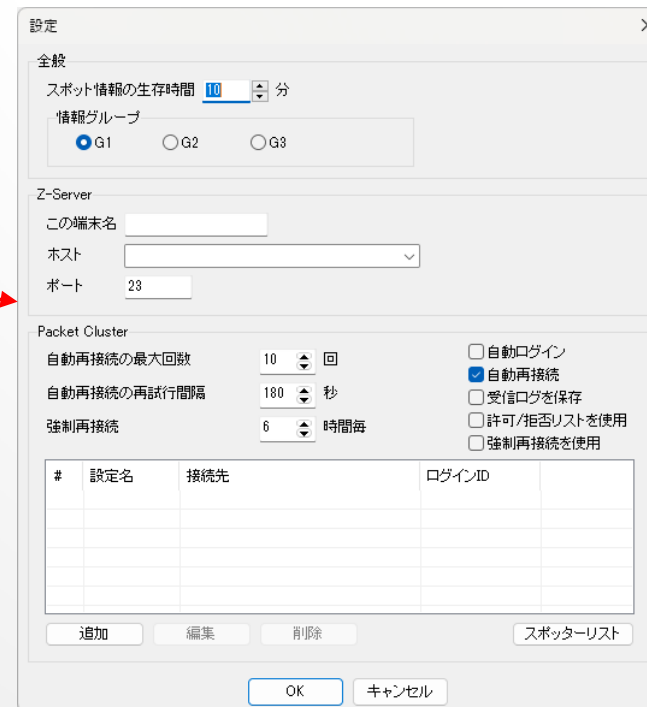 設定
全般
スポット情報の生存時間 10 分
情報グループ
G1 G2 G3
Z-Server
この端末名
ホスト
ポート 23
Packet Cluster
自動再接続の最大回数 10 回
自動再接続の再試行間隔 180 秒
強制再接続 6 時間毎
自動ログイン
自動再接続
受信ログを保存
許可/拒否リストを使用
強制再接続を使用
# 設定名 接続先 ログインID
追加 編集 削除 スポッターリスト
OK キャンセル